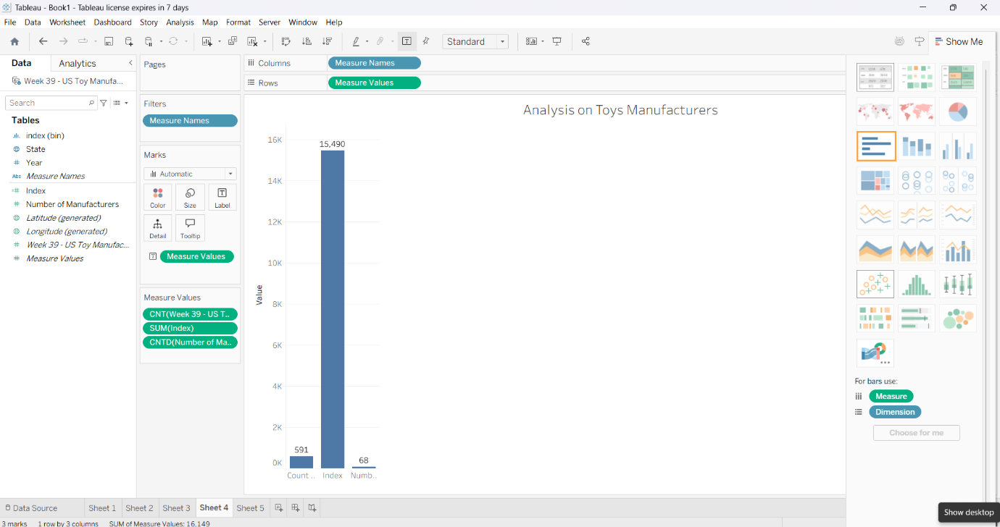 Tableau - Book1 - Tableau license expires in 7 days
File Data Worksheet Dashboard Story Analysis Map Format Server Window Help
Standard
Show Me
Data Analytics
Week 39 - US Toy Manufa...
Search
Tables
index (bin)
State
Year
Abc Measure Names
Index
Number of Manufacturers
Latitude (generated)
Longitude (generated)
Week 39 - US Toy Manufac...
Measure Values
Pages
Filters
Measure Names
Marks
Automatic
Color Size Label
Detail Tooltip
Measure Values
Measure Values
CNT(Week 39 - US T..
SUM(Index)
CNTD(Number of Ma..
Columns Measure Names
Rows Measure Values
Analysis on Toys Manufacturers
Value
16K
14K
12K
10K
8K
6K
4K
2K
0K
591
15,490
68
Count .. Index Numb..
For bars use:
Measure
Dimension
Choose for me
Show desktop
Data Source Sheet 1 Sheet 2 Sheet 3 Sheet 4 Sheet 5
3 marks 1 row by 3 columns SUM of Measure Values: 16,149